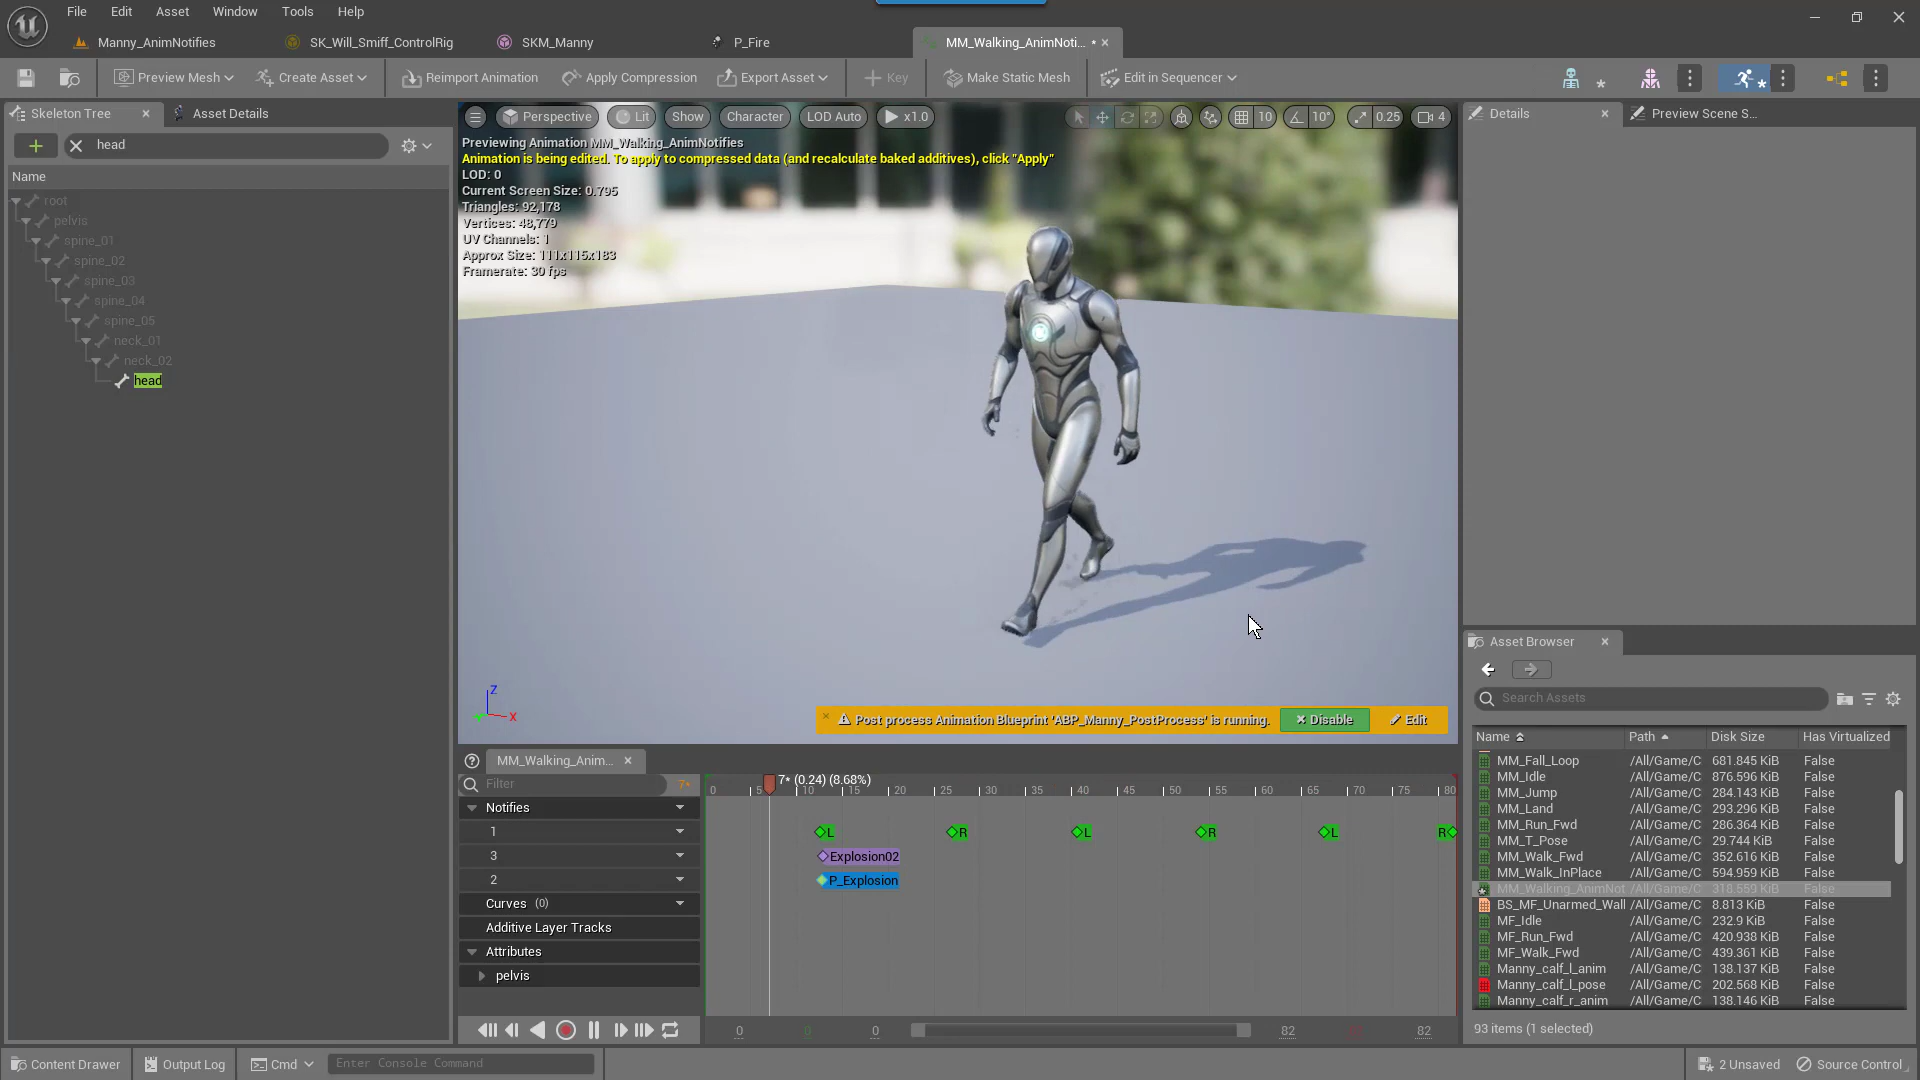 File Edit Asset Window Tools Help
Manny_AnimNotifies SK_Will_Smiff_ControlRig SKM_Manny P_Fire MM_Walking_AnimNoti... *
Preview Mesh Create Asset Reimport Animation Apply Compression Export Asset Key Make Static Mesh Edit in Sequencer
Skeleton Tree Asset Details
head
Name
root
pelvis
spine_01
spine_02
spine_03
spine_04
spine_05
neck_01
neck_02
head
Perspective Lit Show Character LOD Auto x1.0 10 10° 0.25 4
Previewing Animation MM_Walking_AnimNotifies
Animation is being edited. To apply to compressed data (and recalculate baked additives), click "Apply"
LOD: 0
Current Screen Size: 0.795
Triangles: 92,178
Vertices: 48,779
UV Channels: 1
Approx Size: 111x115x183
Framerate: 30 fps
Z
X
Post process Animation Blueprint 'ABP_Manny_PostProcess' is running. Disable Edit
MM_Walking_Anim...
Filter 7*
7* (0.24) (8.68%)
0 5 10 15 20 25 30 35 40 45 50 55 60 65 70 75 80
Notifies
1 L R L R L R
3 Explosion02
2 P_Explosion
Curves (0)
Additive Layer Tracks
Attributes
pelvis
0 0 0 82 82
Details Preview Scene S...
Asset Browser
Search Assets
Name Path Disk Size Has Virtualized
MM_Fall_Loop /All/Game/C 681.845 KiB False
MM_Idle /All/Game/C 876.596 KiB False
MM_Jump /All/Game/C 284.143 KiB False
MM_Land /All/Game/C 293.296 KiB False
MM_Run_Fwd /All/Game/C 286.364 KiB False
MM_T_Pose /All/Game/C 29.744 KiB False
MM_Walk_Fwd /All/Game/C 352.616 KiB False
MM_Walk_InPlace /All/Game/C 594.959 KiB False
MM_Walking_AnimNot /All/Game/C 318.559 KiB False
BS_MF_Unarmed_Wall /All/Game/C 8.813 KiB False
MF_Idle /All/Game/C 232.9 KiB False
MF_Run_Fwd /All/Game/C 420.938 KiB False
MF_Walk_Fwd /All/Game/C 439.361 KiB False
Manny_calf_l_anim /All/Game/C 138.137 KiB False
Manny_calf_l_pose /All/Game/C 202.568 KiB False
Manny_calf_r_anim /All/Game/C 138.146 KiB False
93 items (1 selected)
Content Drawer Output Log Cmd Enter Console Command 2 Unsaved Source Control